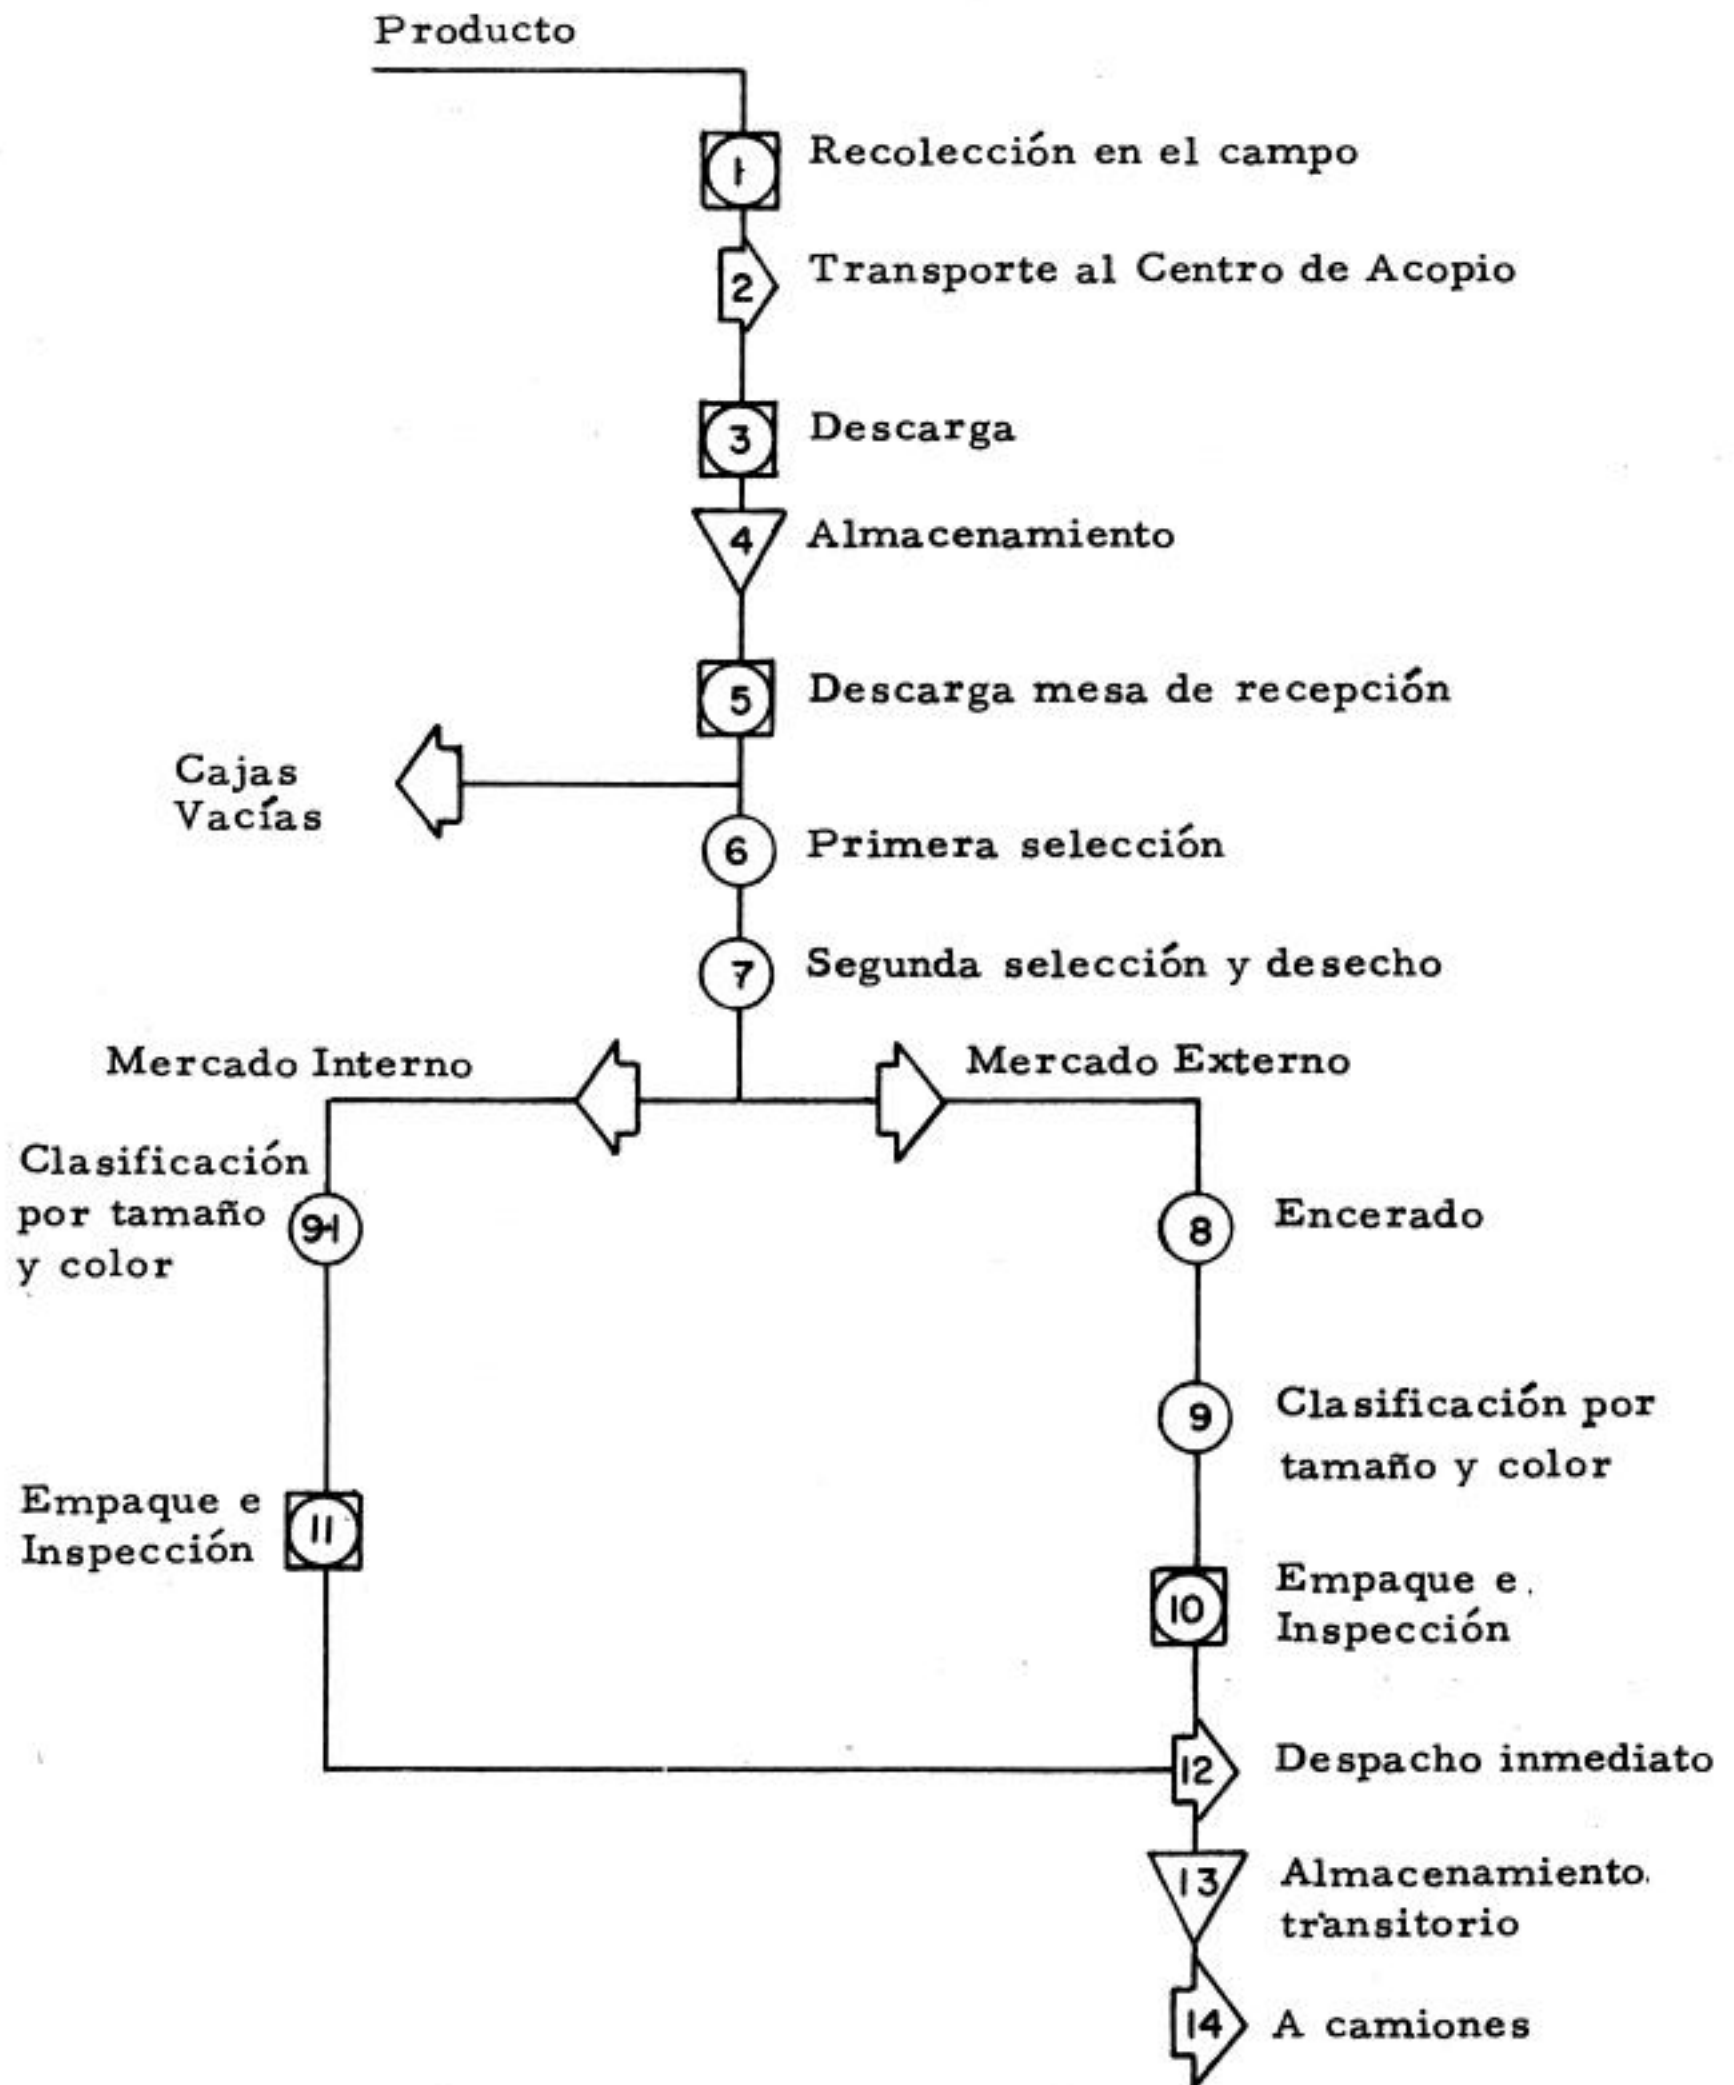 Producto
1 Recolección en el campo
2 Transporte al Centro de Acopio
3 Descarga
4 Almacenamiento
5 Descarga mesa de recepción
Cajas
Vacías
6 Primera selección
7 Segunda selección y desecho
Mercado Interno
Mercado Externo
Clasificación
por tamaño
y color
9-1
8 Encerado
9 Clasificación por
tamaño y color
Empaque e
Inspección
11
10 Empaque e
Inspección
12 Despacho inmediato
13 Almacenamiento
transitorio
14 A camiones